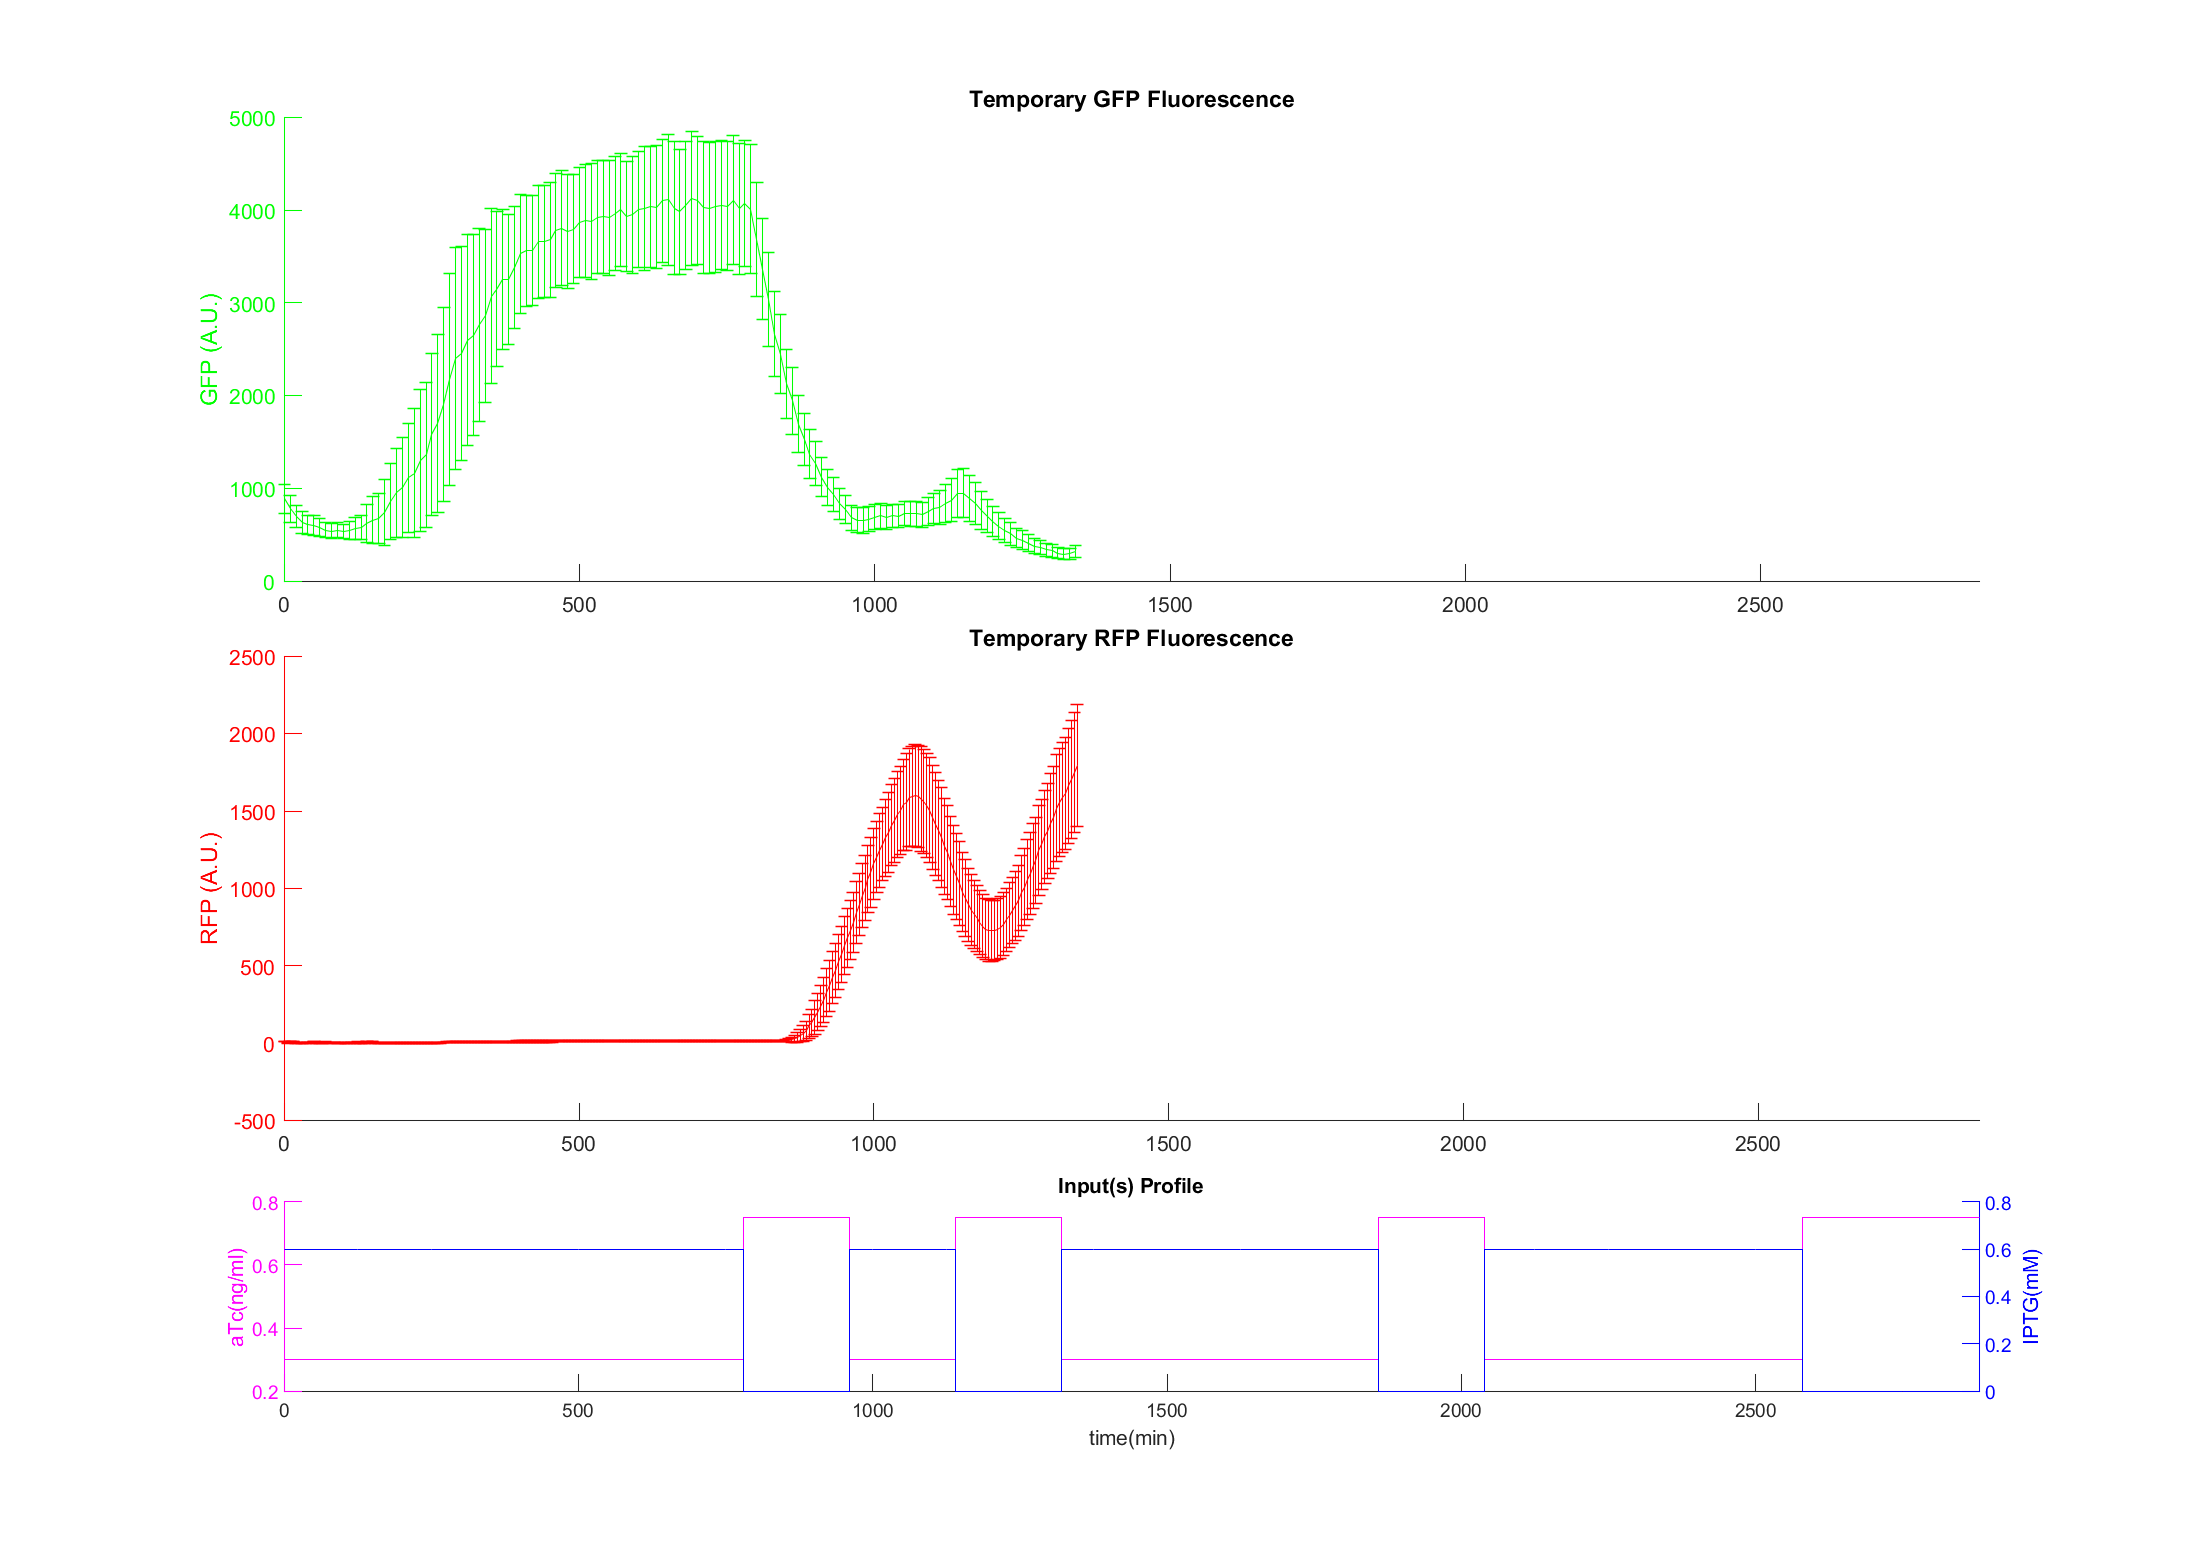 Temporary GFP Fluorescence
5000
4000
3000
2000
1000
0
GFP (A.U.)
0 500 1000 1500 2000 2500
Temporary RFP Fluorescence
2500
2000
1500
1000
500
0
-500
RFP (A.U.)
0 500 1000 1500 2000 2500
Input(s) Profile
0.8
0.6
0.4
0.2
aTc(ng/ml)
0.8
0.6
0.4
0.2
0
IPTG(mM)
0 500 1000 1500 2000 2500
time(min)